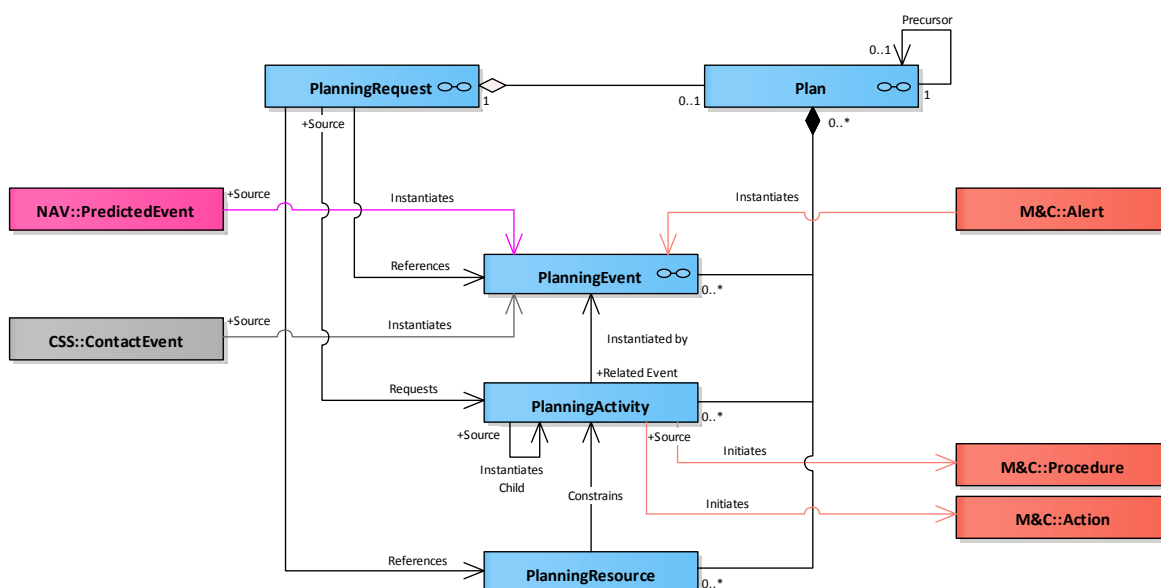 Precursor
0..1
PlanningRequest
Plan
1
0..1
1
+Source
0..*
+Source
Instantiates
Instantiates
NAV::PredictedEvent
M&C::Alert
References
PlanningEvent
0..*
+Source
Instantiates
CSS::ContactEvent
Instantiated by
+Related Event
Requests
PlanningActivity
0..*
+Source
+Source
Initiates
Instantiates
Child
M&C::Procedure
Constrains
Initiates
M&C::Action
References
PlanningResource
0..*